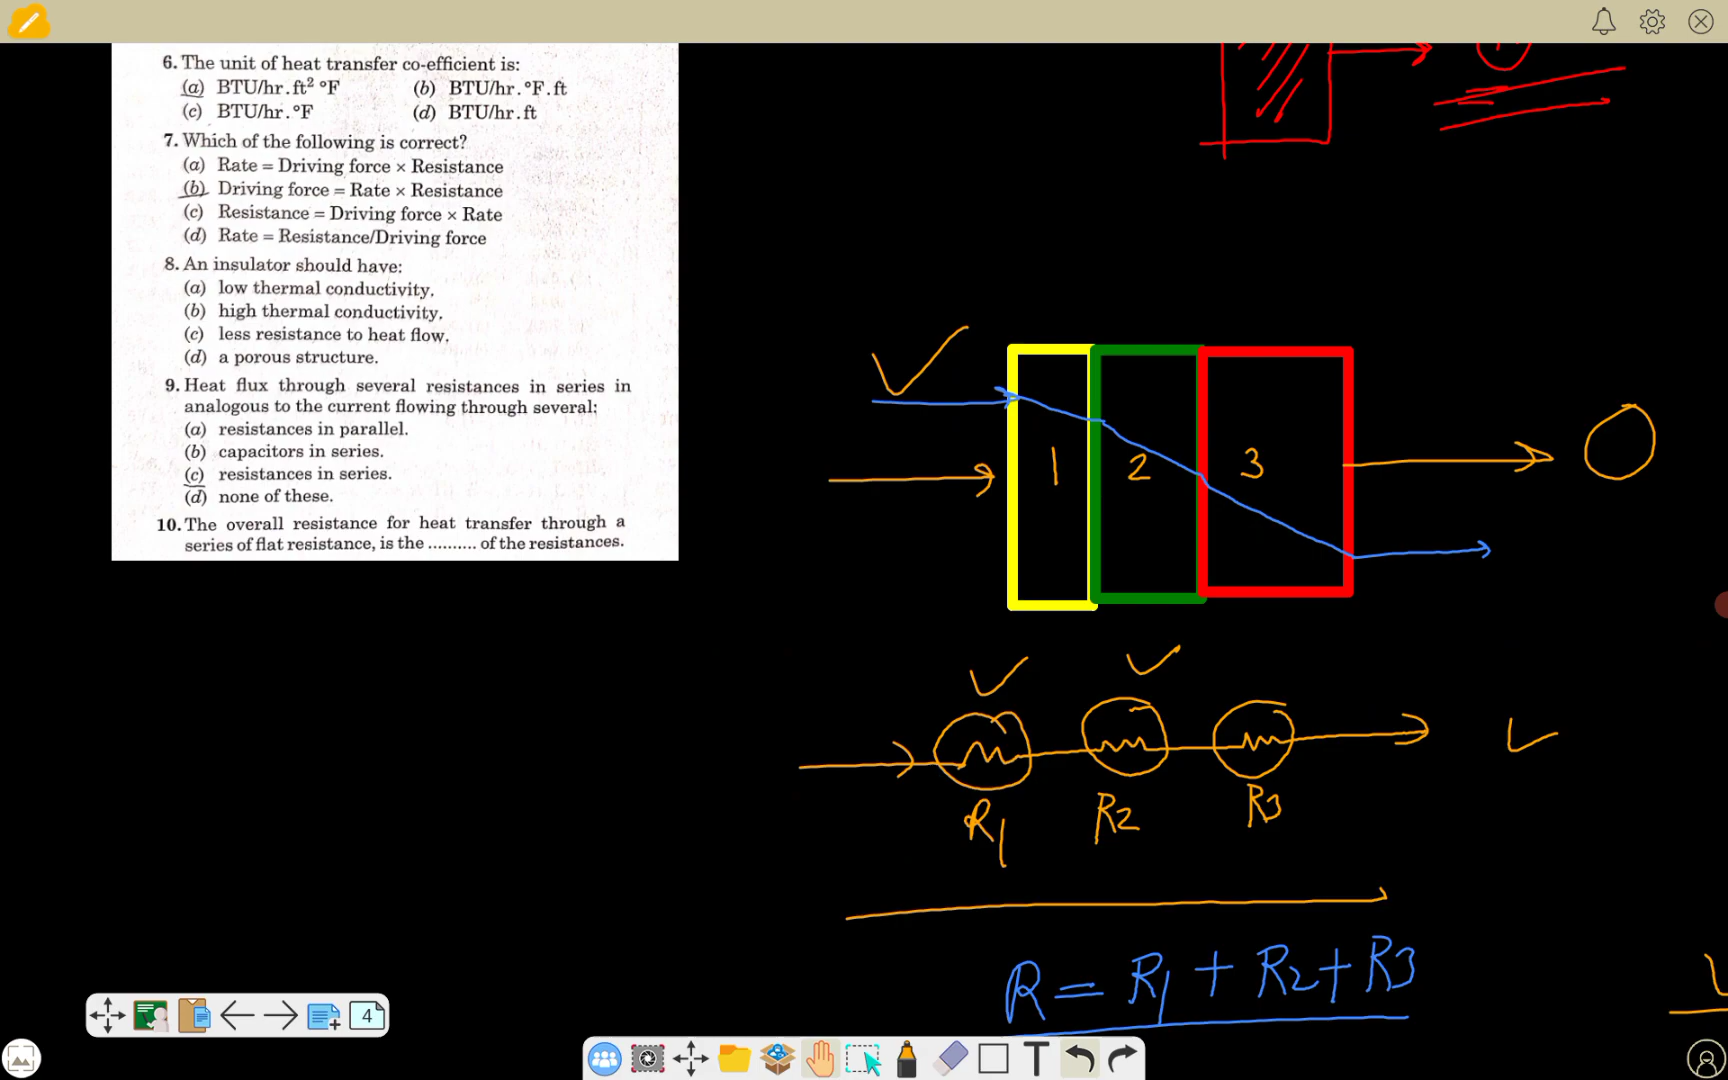 6. The unit of heat transfer co-efficient is:
(a) BTU/hr.ft² °F (b) BTU/hr.°F.ft
(c) BTU/hr.°F (d) BTU/hr.ft
7. Which of the following is correct?
(a) Rate = Driving force × Resistance
(b) Driving force = Rate × Resistance
(c) Resistance = Driving force × Rate
(d) Rate = Resistance/Driving force
8. An insulator should have:
(a) low thermal conductivity.
(b) high thermal conductivity.
(c) less resistance to heat flow.
(d) a porous structure.
9. Heat flux through several resistances in series in
analogous to the current flowing through several:
(a) resistances in parallel.
(b) capacitors in series.
(c) resistances in series.
(d) none of these.
10. The overall resistance for heat transfer through a
series of flat resistance, is the .......... of the resistances.
1 2 3
R1 R2 R3
R = R1 + R2 + R3
4
T